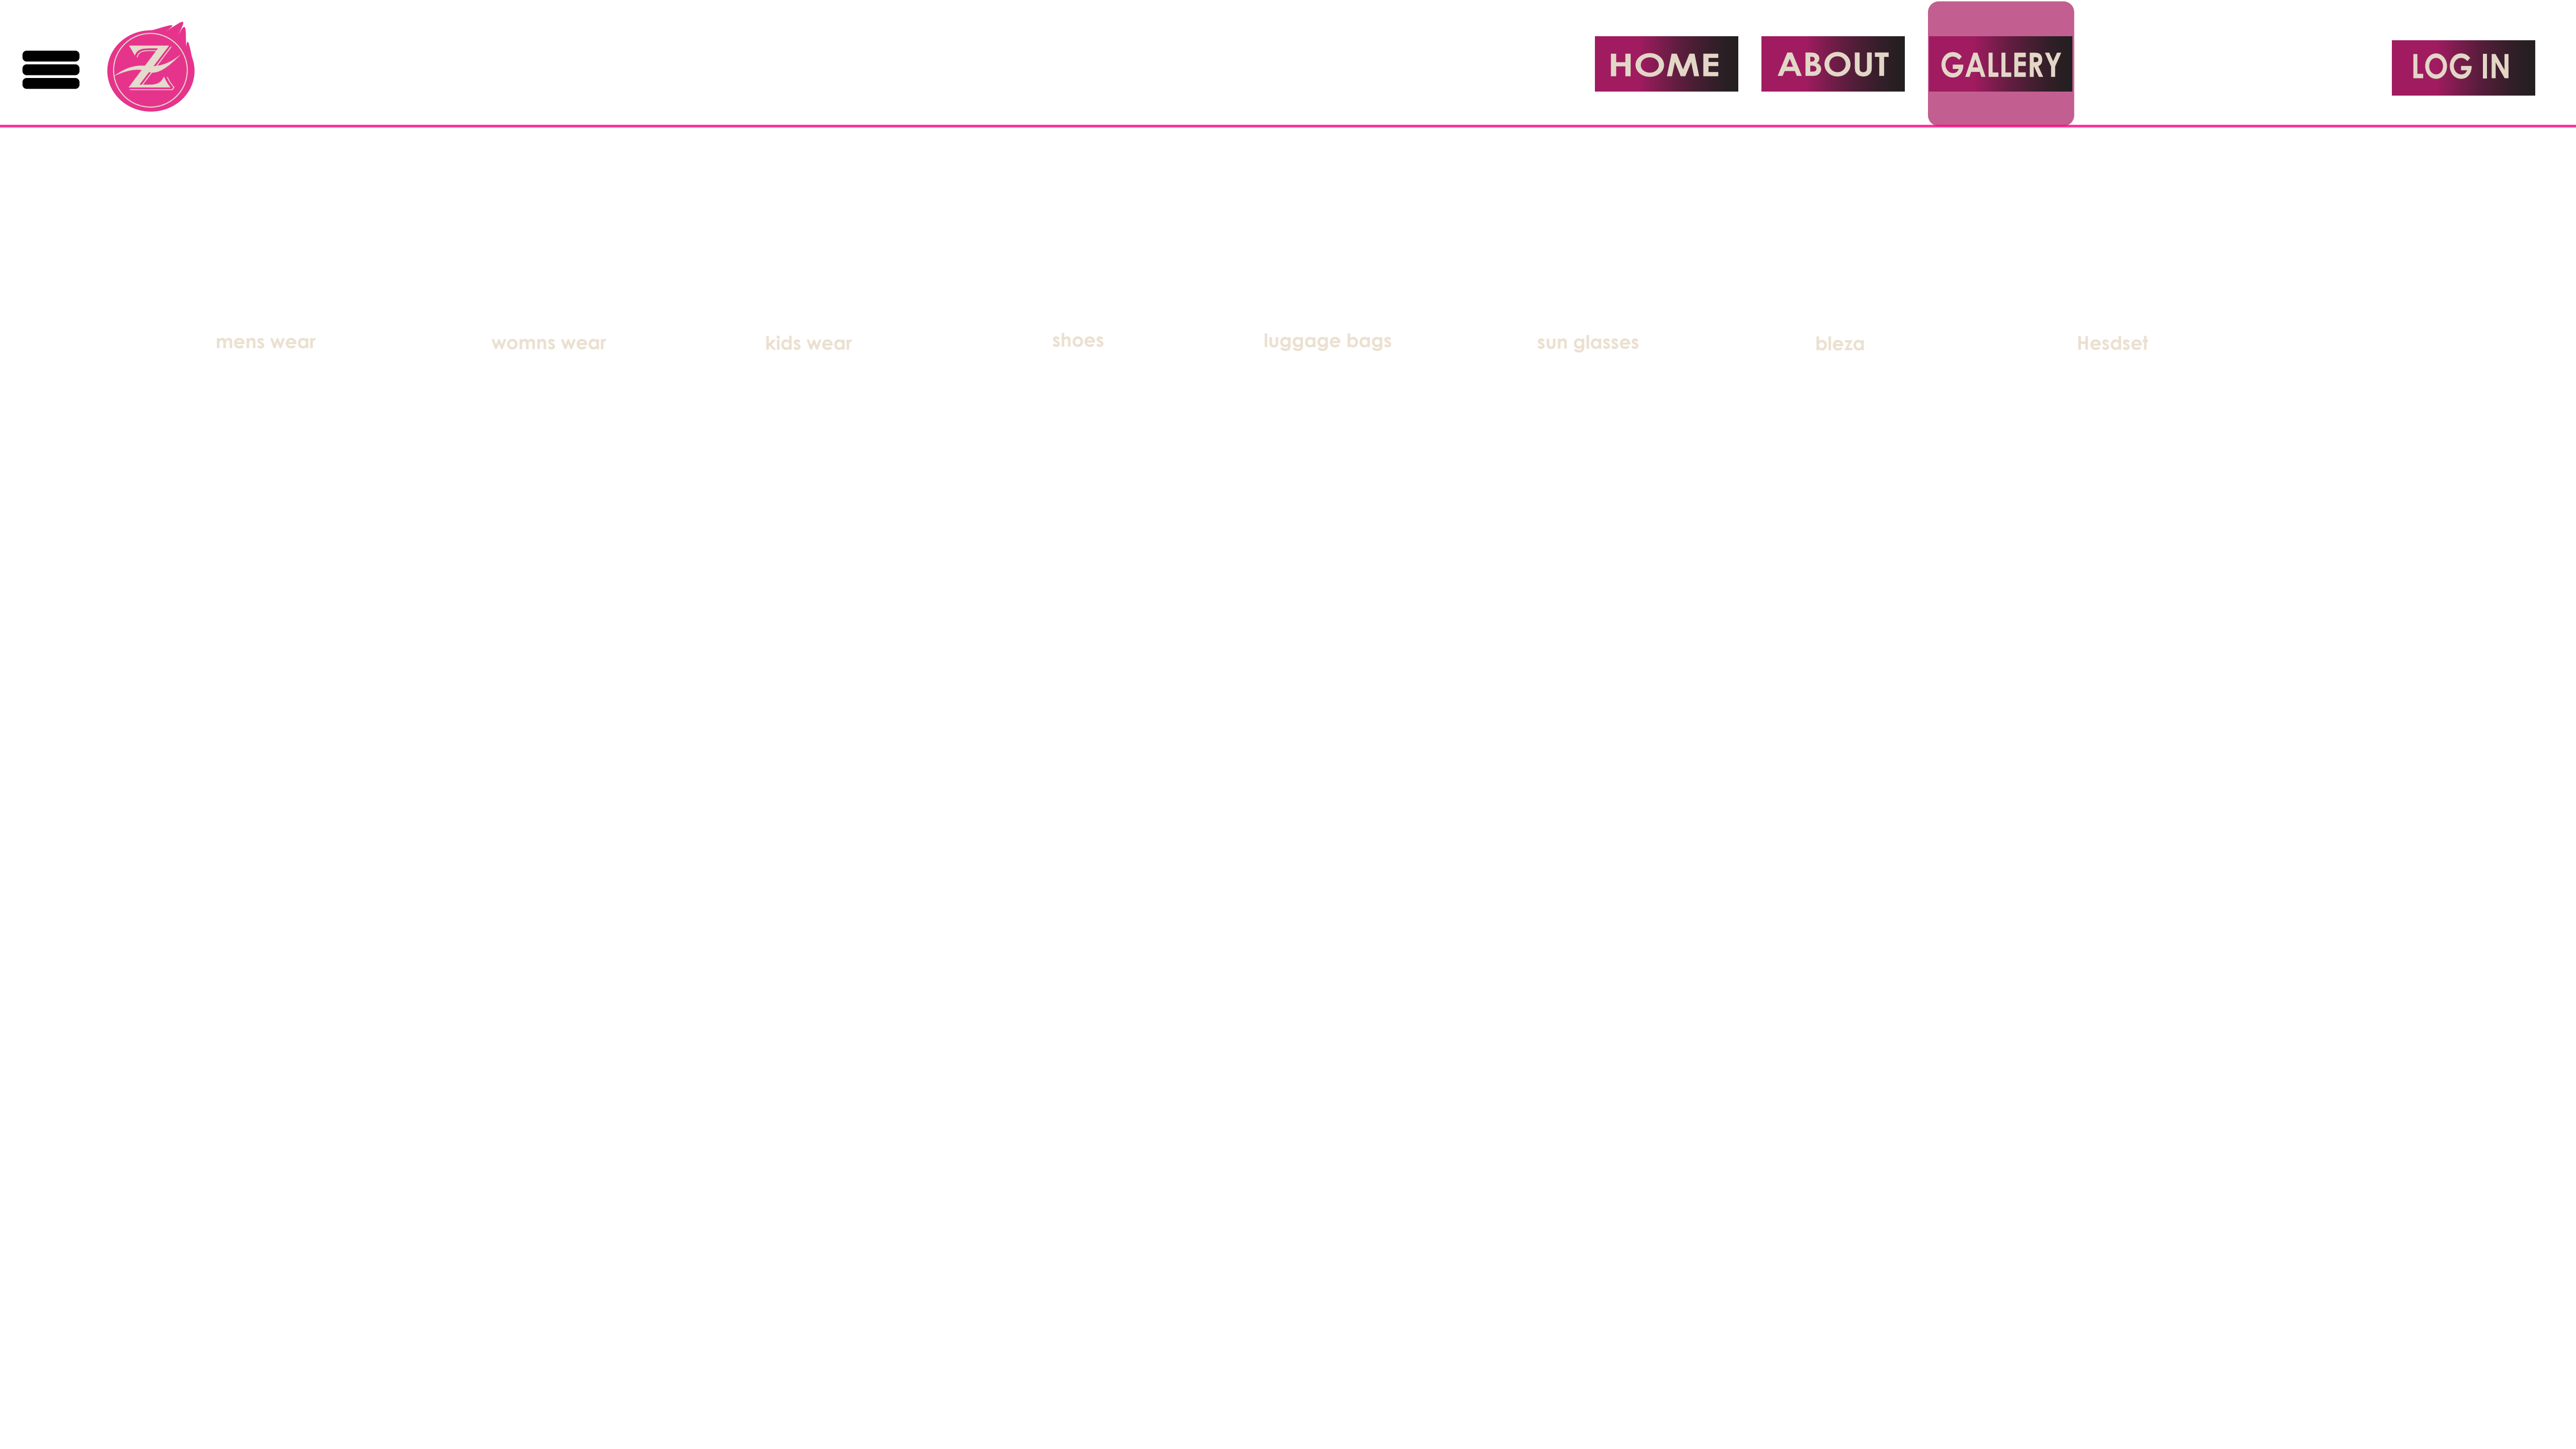 Z
HOME
ABOUT
GALLERY
LOG IN
mens wear
womns wear
kids wear
shoes
luggage bags
sun glasses
bleza
Hesdset